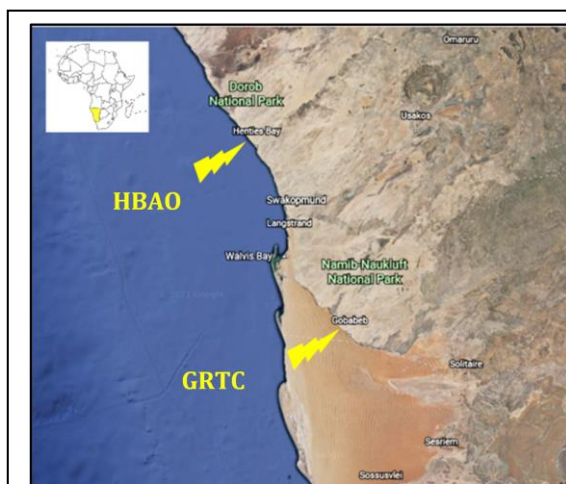 Omaruru
Dorob
National Park
Usakos
Henties Bay
HBAO
Swakopmund
Langstrand
Walvis Bay
Namib-Naukluft
National Park
Gobabeb
Solitaire
GRTC
Sesriem
Sossusvlei